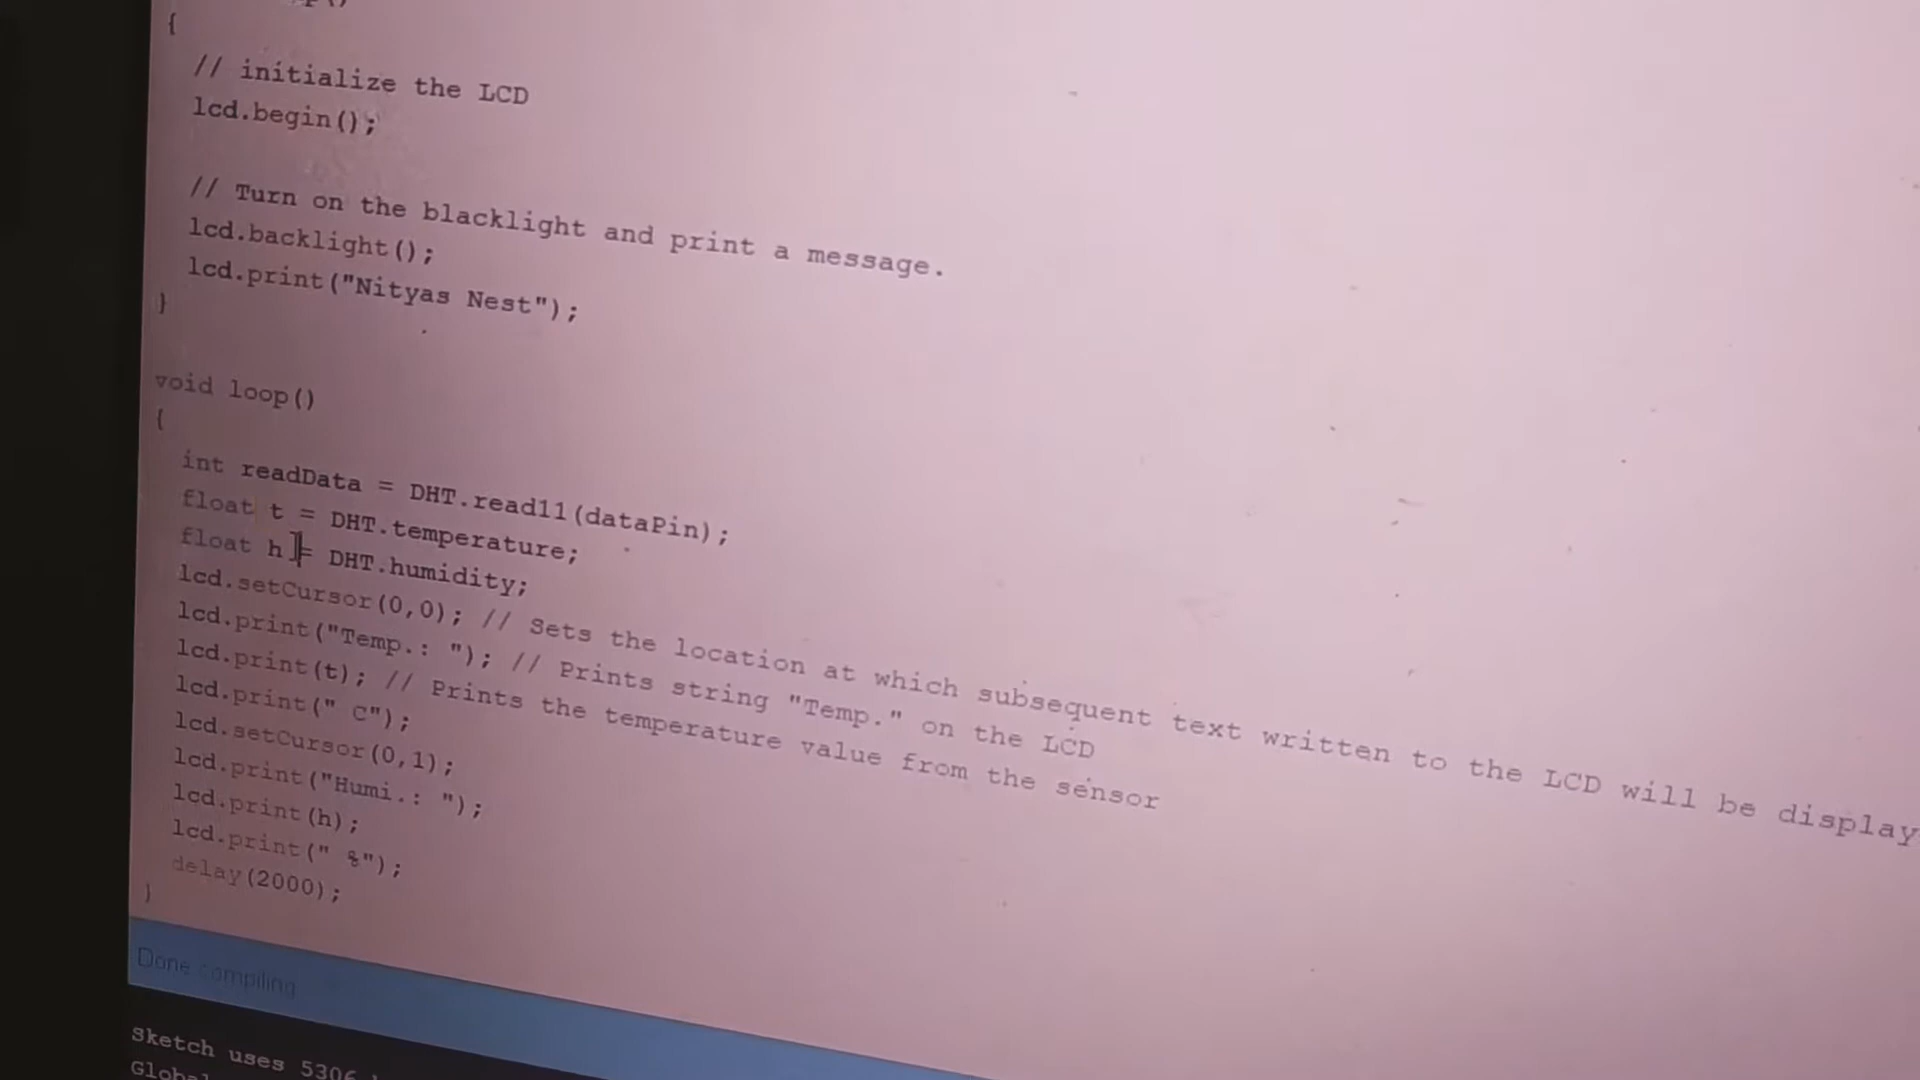 {
// initialize the LCD
lcd.begin();
// Turn on the blacklight and print a message.
lcd.backlight();
lcd.print("Nityas Nest");
}
void loop()
{
int readData = DHT.read11(dataPin);
float t = DHT.temperature;
float h = DHT.humidity;
lcd.setCursor(0,0); // Sets the location at which subsequent text written to the LCD will be display
lcd.print("Temp.: "); // Prints string "Temp." on the LCD
lcd.print(t); // Prints the temperature value from the sensor
lcd.print(" C");
lcd.setCursor(0,1);
lcd.print("Humi.: ");
lcd.print(h);
lcd.print(" %");
delay(2000);
}
Done compiling
Sketch uses 5306